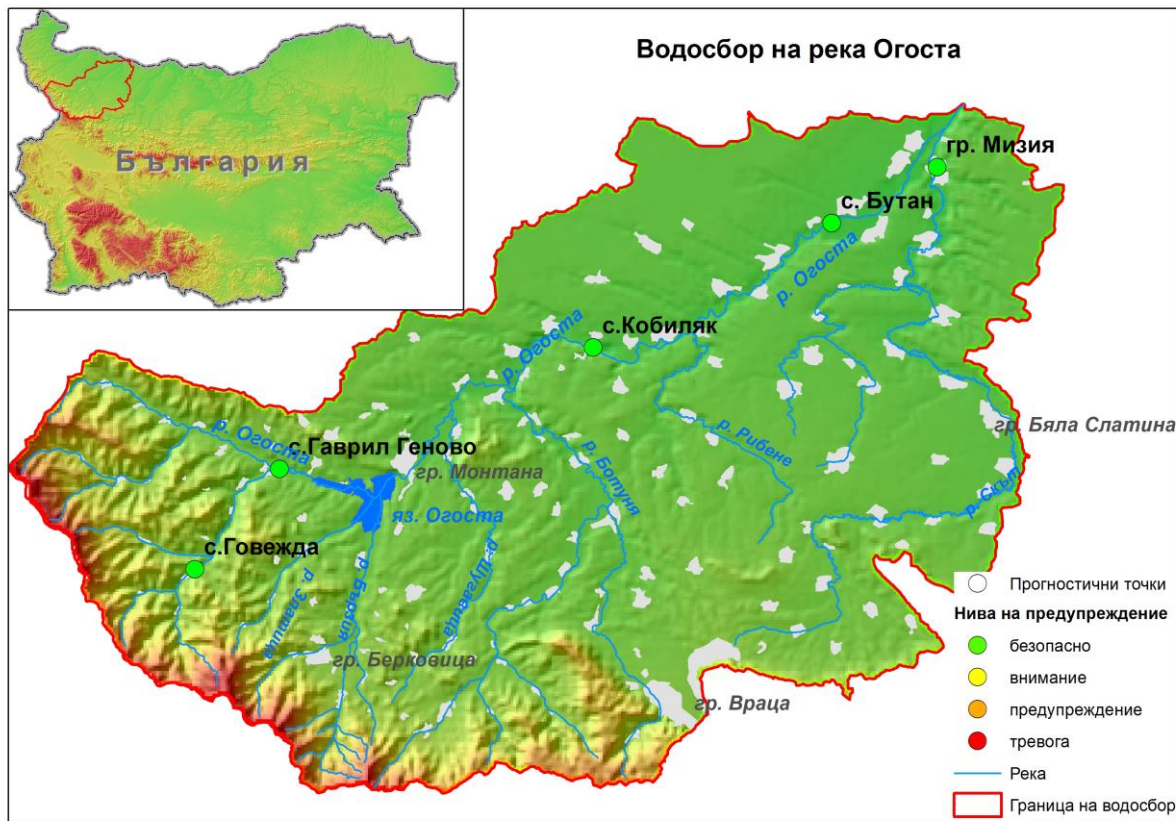 Водосбор на река Огоста
България
гр. Мизия
с. Бутан
р. Огоста
с.Кобиляк
р. Огоста
гр. Бяла Слатина
р. Рибене
с.Гаврил Геново
р. Огоста
гр. Монтана
р. Ботуня
р. Скът
яз. Огоста
с.Говежда
р. Златица
р. Бързия
р. Шугавица
гр. Берковица
гр. Враца
Прогностични точки
Нива на предупреждение
безопасно
внимание
предупреждение
тревога
Река
Граница на водосбор